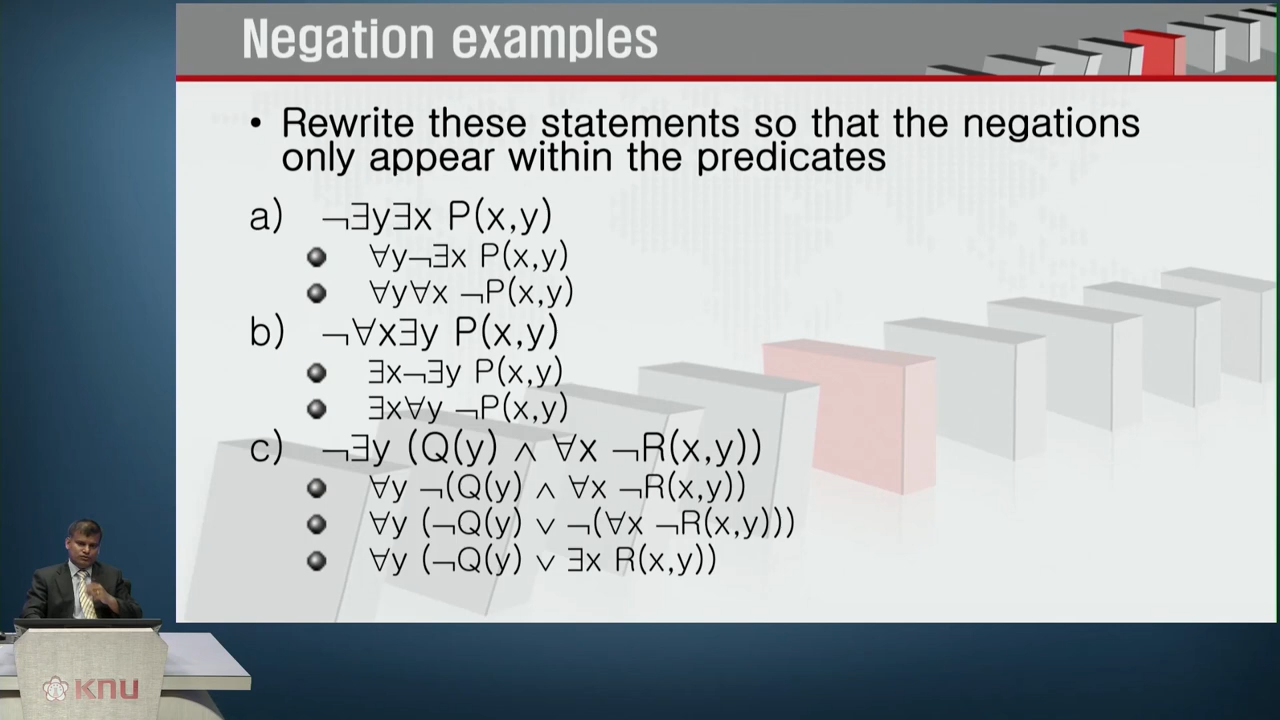 Negation examples
• Rewrite these statements so that the negations
only appear within the predicates
a) ¬∃y∃x P(x,y)
∀y¬∃x P(x,y)
∀y∀x ¬P(x,y)
b) ¬∀x∃y P(x,y)
∃x¬∃y P(x,y)
∃x∀y ¬P(x,y)
c) ¬∃y (Q(y) ∧ ∀x ¬R(x,y))
∀y ¬(Q(y) ∧ ∀x ¬R(x,y))
∀y (¬Q(y) ∨ ¬(∀x ¬R(x,y)))
∀y (¬Q(y) ∨ ∃x R(x,y))
KNU